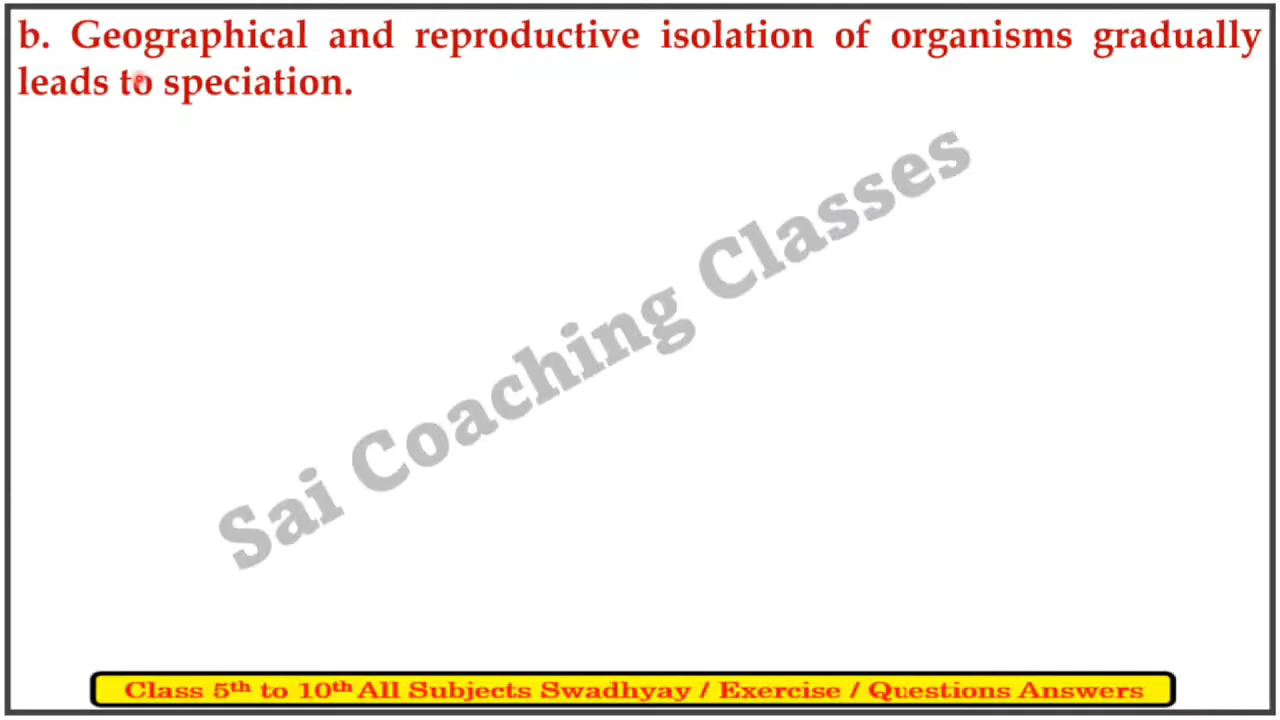 b. Geographical and reproductive isolation of organisms gradually
leads to speciation.
Sai Coaching Classes
Class 5th to 10th All Subjects Swadhyay / Exercise / Questions Answers